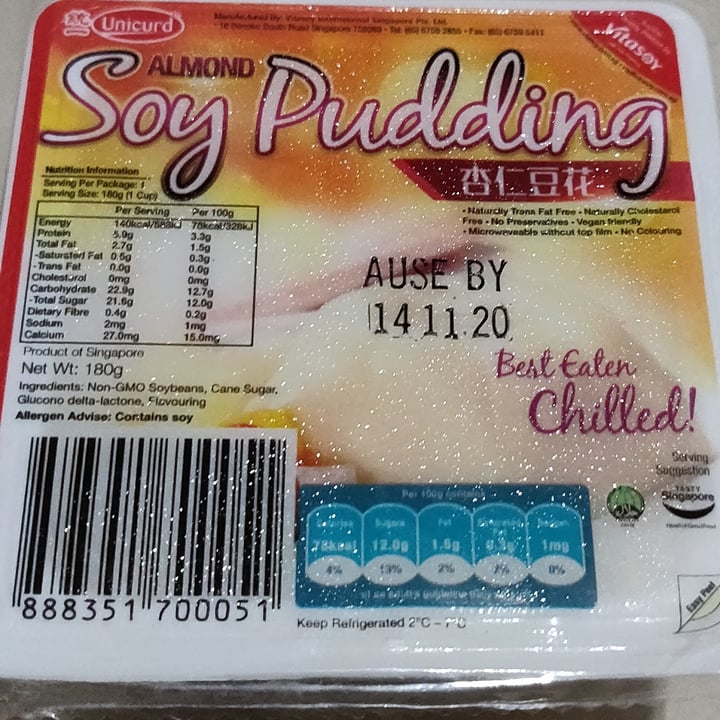 Unicurd
Manufactured By: Vitasoy International Singapore Pte. Ltd.
Road Singapore
Vitasoy
ALMOND
Soy Pudding
杏仁豆花
Nutrition Information
Serving Per Package: 1
Serving Size: 180g (1 Cup)
Per Serving Per 100g
Energy 140kcal/588kJ 78kcal/328kJ
Protein 5.9g 3.3g
Total Fat 2.7g 1.5g
-Saturated Fat 0.5g 0.3g
-Trans Fat 0.0g 0.0g
Cholesterol 0mg 0mg
Carbohydrate 22.9g 12.7g
-Total Sugar 21.6g 12.0g
Dietary Fibre 0.4g 0.2g
Sodium 2mg 1mg
Calcium 27.0mg 15.0mg
• Naturally Trans Fat Free • Naturally Cholesterol
Free • No Preservatives • Vegan friendly
• Microwaveable without top film • No Colouring
AUSE BY
14.11.20
Product of Singapore
Net Wt: 180g
Ingredients: Non-GMO Soybeans, Cane Sugar,
Glucono delta-lactone, Flavouring
Allergen Advise: Contains soy
Best Eaten
Chilled!
Serving
Suggestion
TASTY
Singapore
Per 100g contains
Calories Sugars Fat Saturates Sodium
78kcal 12.0g 1.5g 0.3g 1mg
4% 13% 2% 2% 0%
888351 700051
Keep Refrigerated 2°C -
Easy Peel